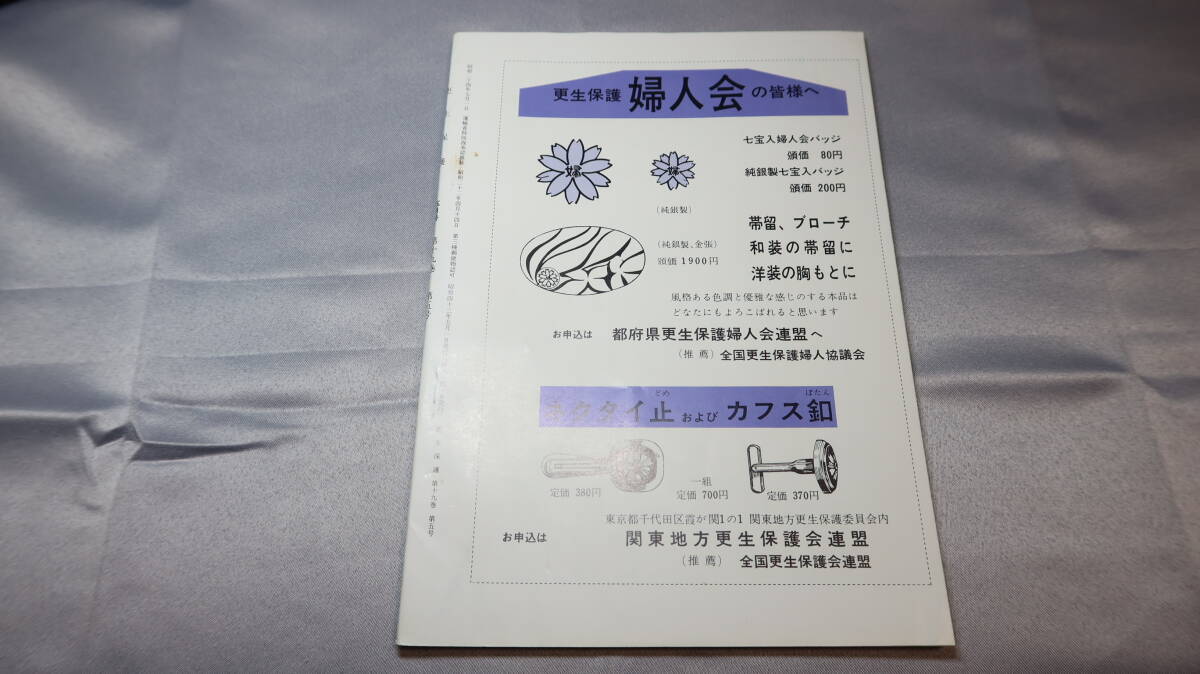 更生保護 婦人会 の皆様へ
七宝入婦人会バッジ
頒価 80円
純銀製七宝入バッジ
頒価 200円
婦
婦
(純銀製)
帯留、ブローチ
和装の帯留に
洋装の胸もとに
(純銀製、金張)
頒価1900円
風格ある色調と優雅な感じのする本品は
どなたにもよろこばれると思います
お申込は 都府県更生保護婦人会連盟へ
(推薦)全国更生保護婦人協議会
どめ ぼたん
ネクタイ止 および カフス釦
定価 380円
一組
定価 700円
定価 370円
東京都千代田区霞が関1の1 関東地方更生保護委員会内
お申込は 関東地方更生保護会連盟
(推薦) 全国更生保護会連盟
第十九巻 第五号